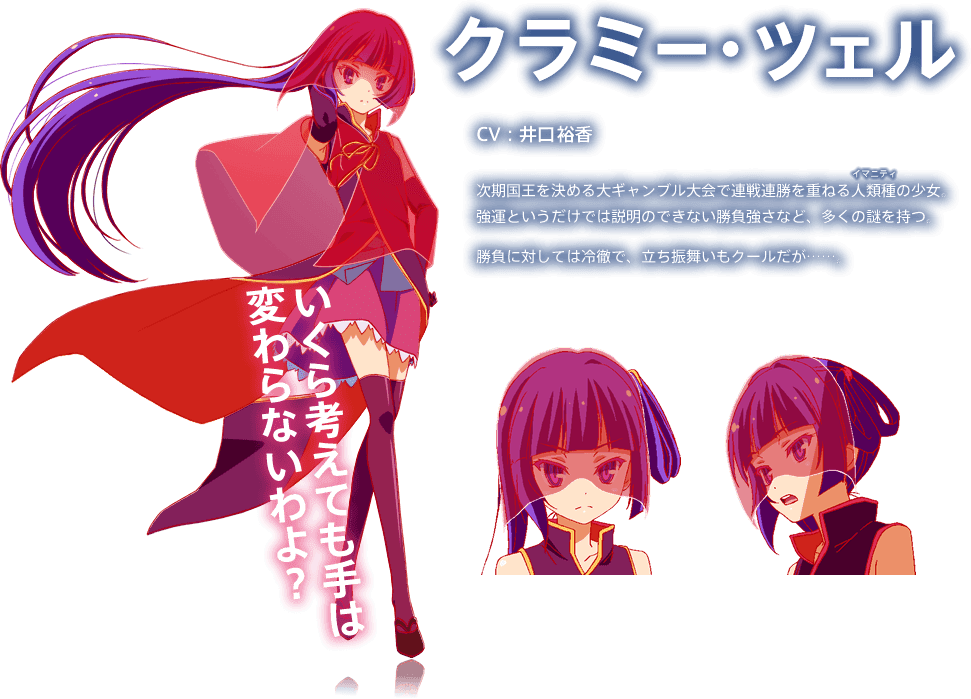 クラミー・ツェル
CV：井口裕香
イマニティ
次期国王を決める大ギャンブル大会で連戦連勝を重ねる人類種の少女。
強運というだけでは説明のできない勝負強さなど、多くの謎を持つ。
勝負に対しては冷徹で、立ち振舞いもクールだが……。
いくら考えても手は
変わらないわよ？